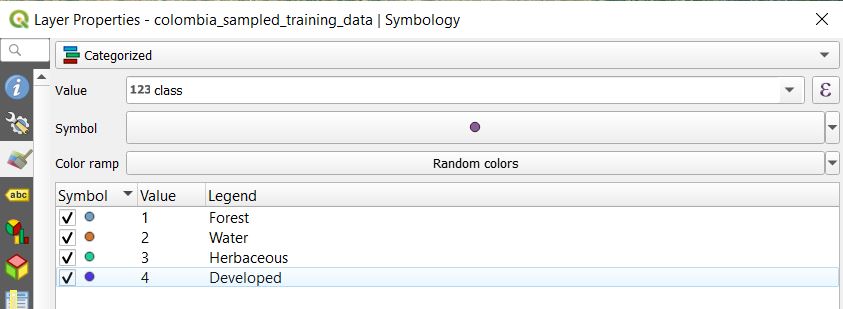 Layer Properties - colombia_sampled_training_data | Symbology
Categorized
Value 123 class ε
Symbol
Color ramp Random colors
abc
Symbol Value Legend
1 Forest
2 Water
3 Herbaceous
4 Developed